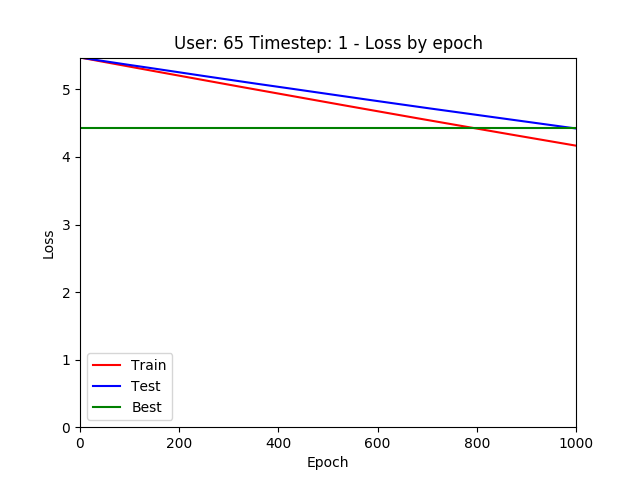 User: 65 Timestep: 1 - Loss by epoch
5
4
3
2
1
0
Loss
Train
Test
Best
0 200 400 600 800 1000
Epoch